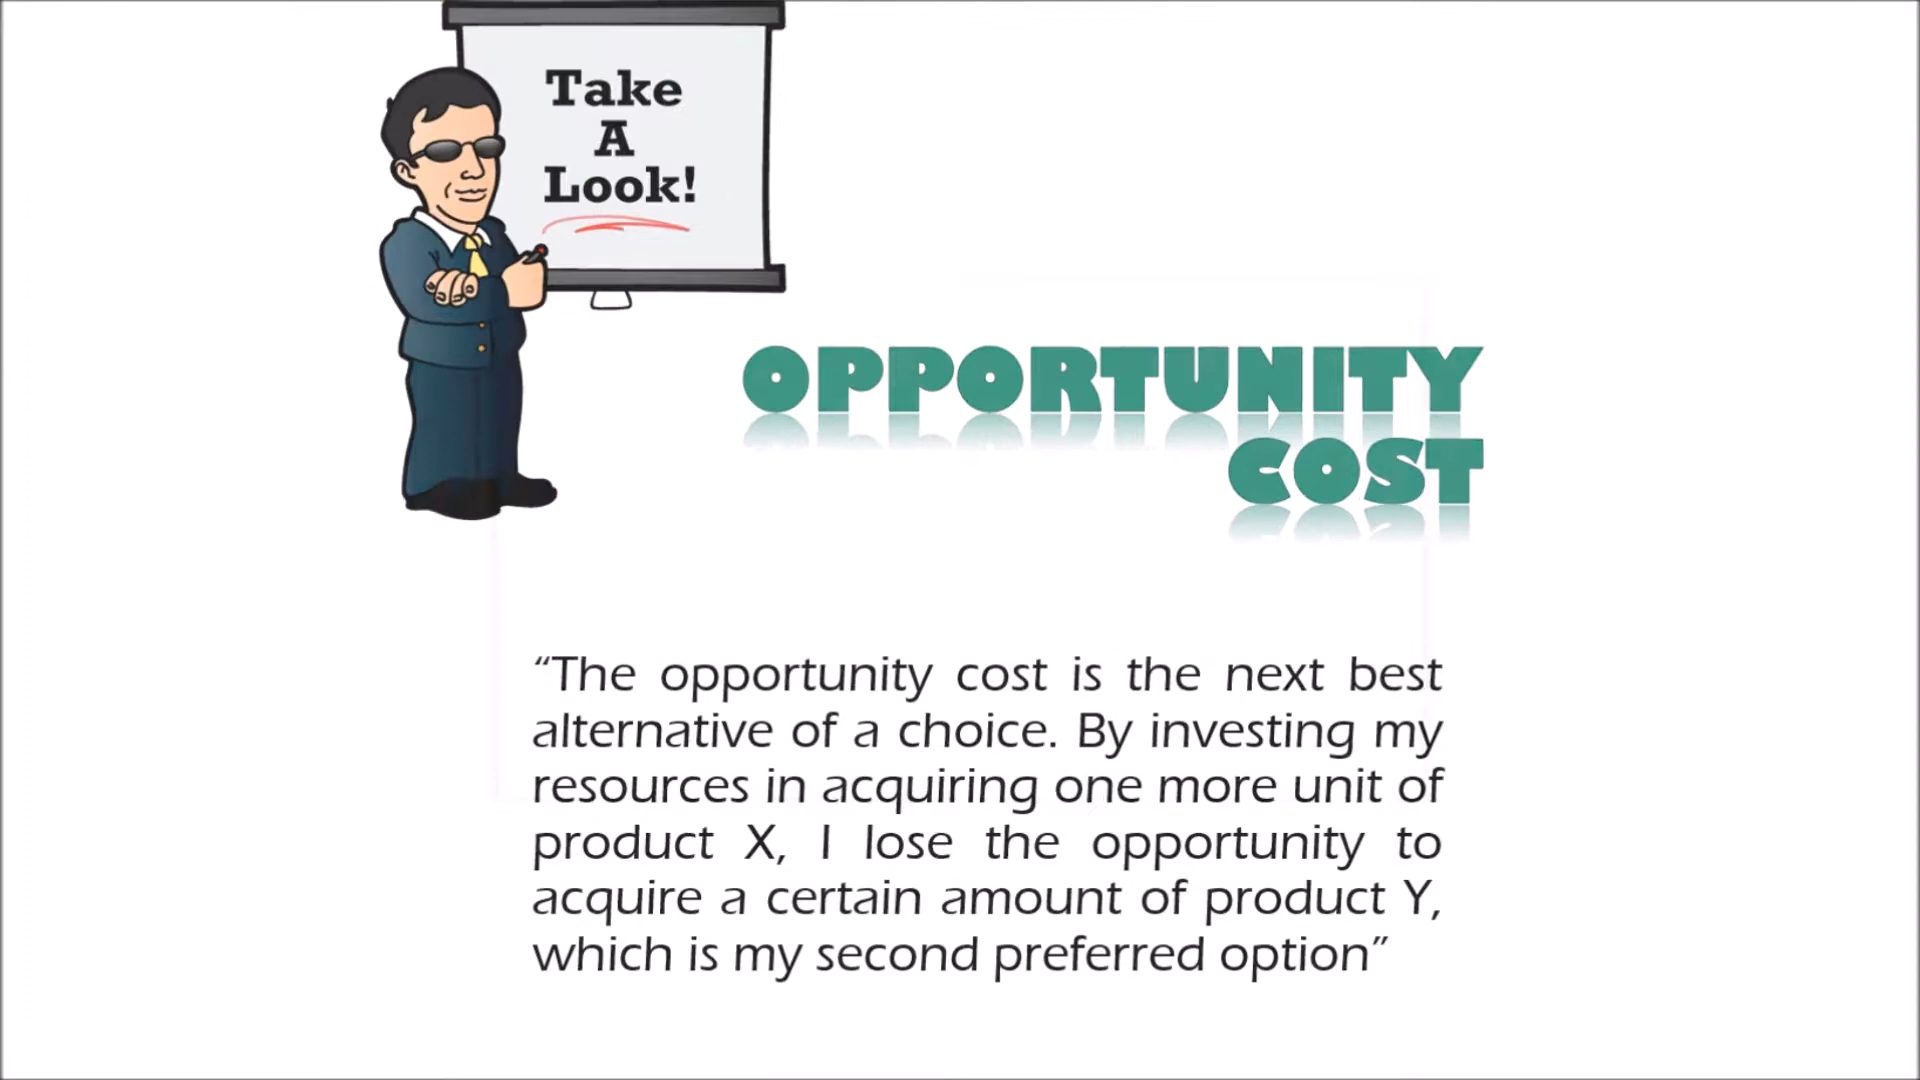 Take
A
Look!
OPPORTUNITY
COST
“The opportunity cost is the next best
alternative of a choice. By investing my
resources in acquiring one more unit of
product X, I lose the opportunity to
acquire a certain amount of product Y,
which is my second preferred option”